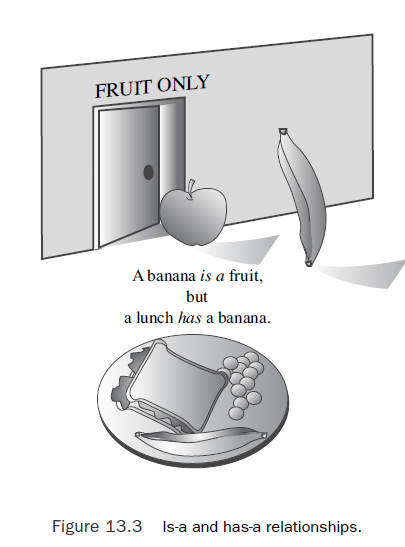 FRUIT ONLY
A banana is a fruit,
but
a lunch has a banana.
Figure 13.3 Is-a and has-a relationships.